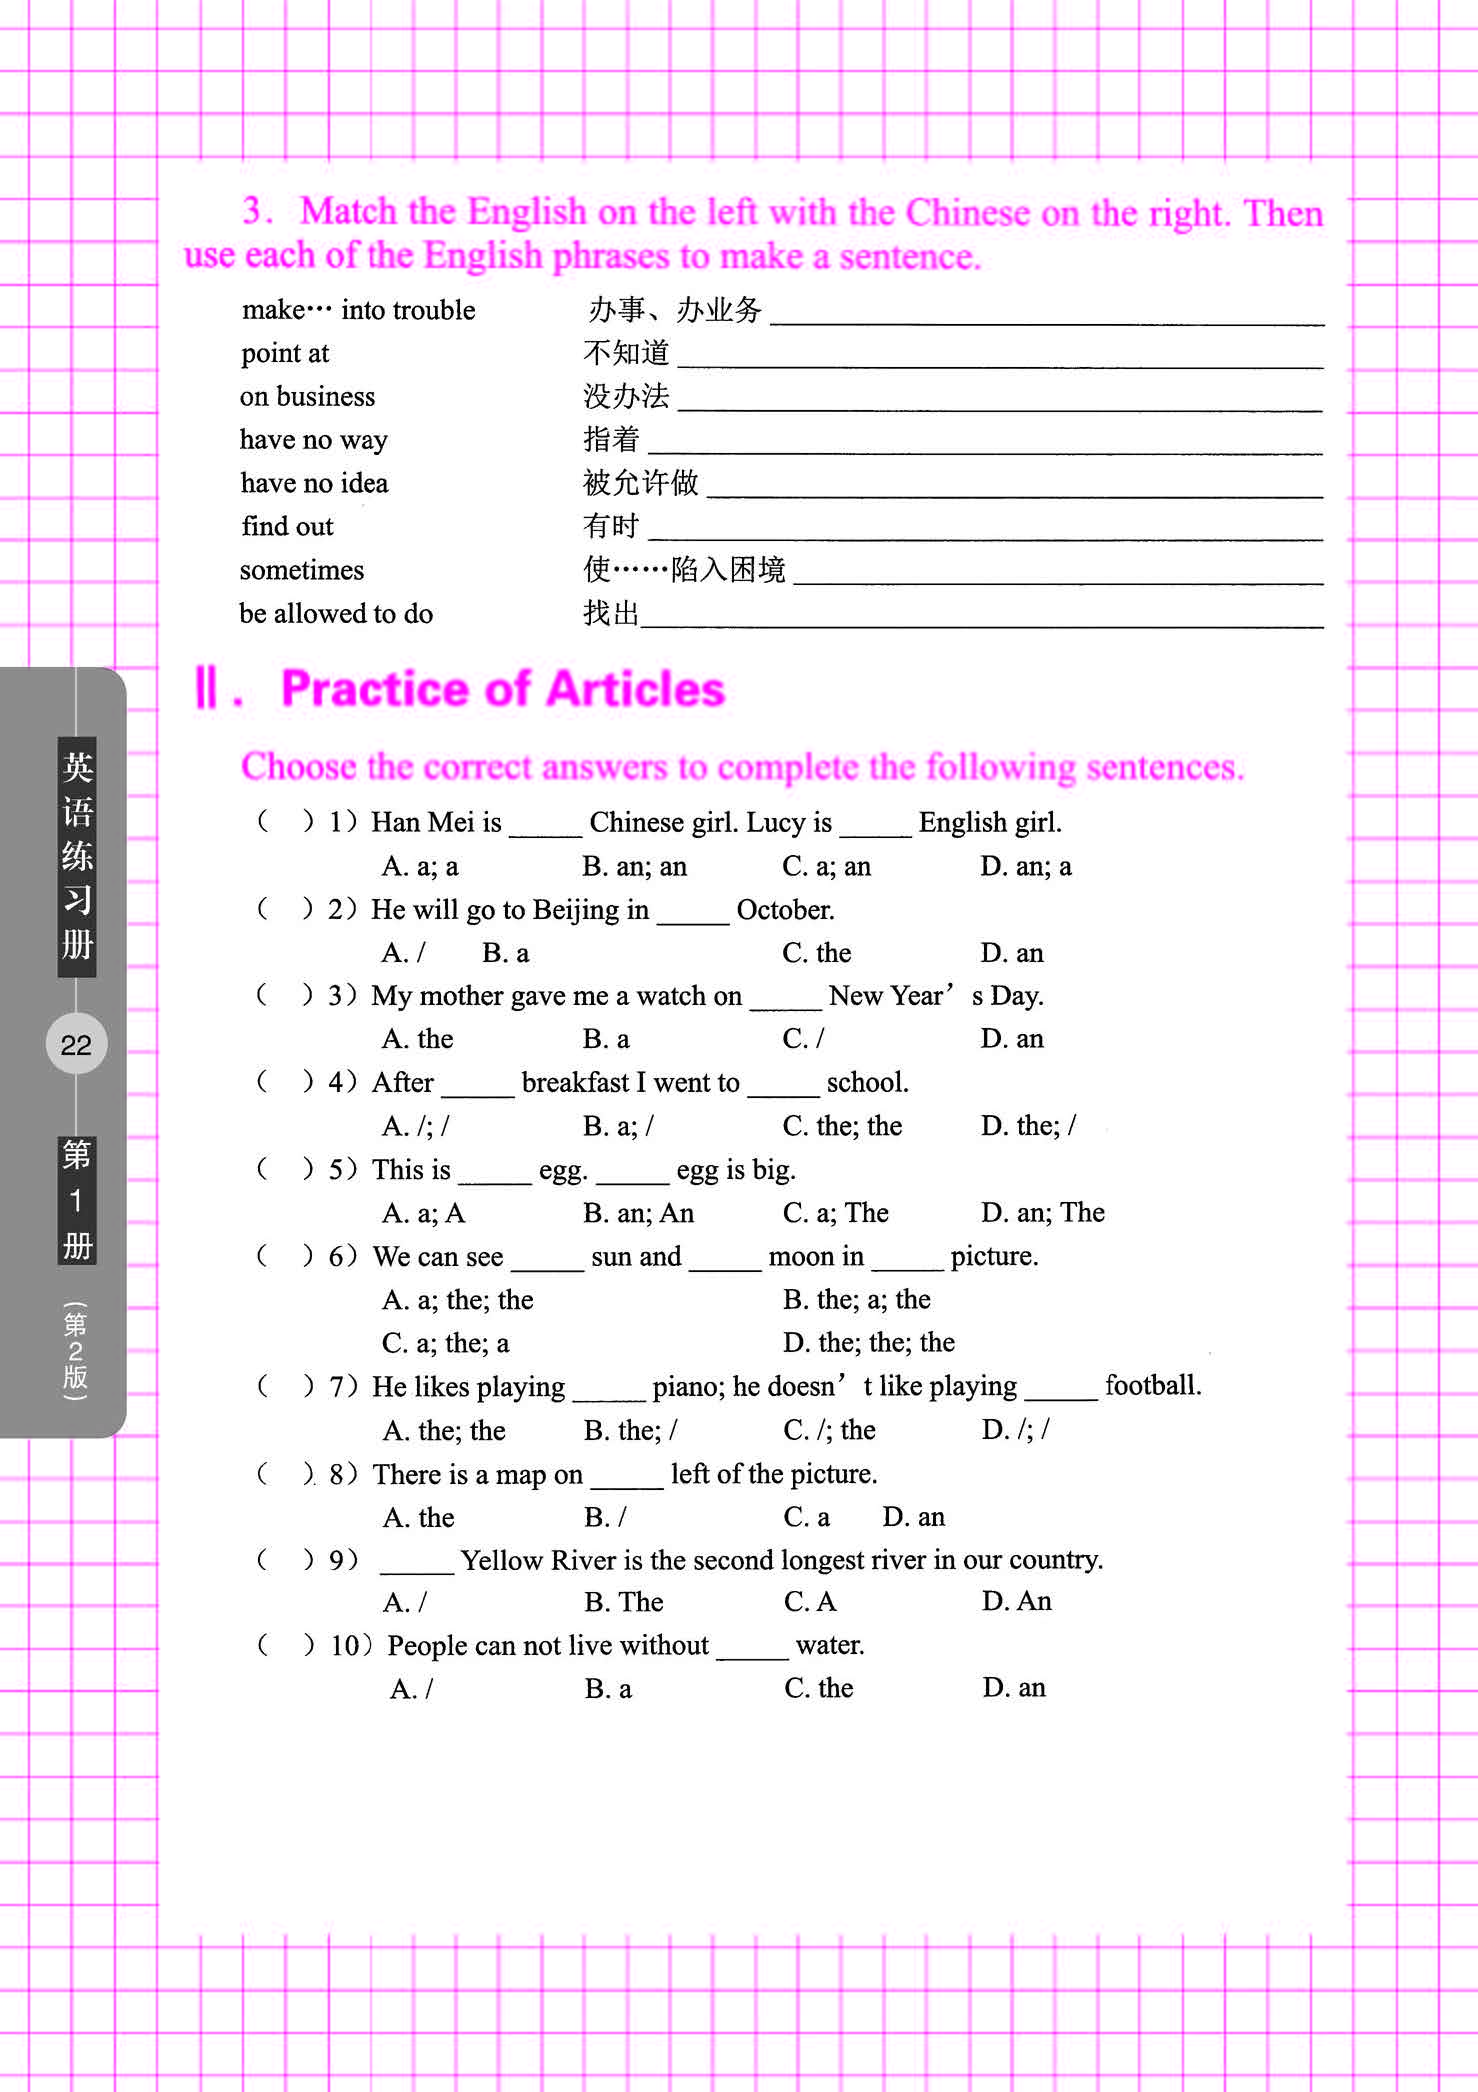 3. Match the English on the left with the Chinese on the right. Then
use each of the English phrases to make a sentence.
make… into trouble 办事、办业务
point at 不知道
on business 没办法
have no way 指着
have no idea 被允许做
find out 有时
sometimes 使……陷入困境
be allowed to do 找出
Ⅱ. Practice of Articles
Choose the correct answers to complete the following sentences.
( ) 1) Han Mei is _____ Chinese girl. Lucy is _____ English girl.
A. a; a B. an; an C. a; an D. an; a
( ) 2) He will go to Beijing in _____ October.
A. / B. a C. the D. an
( ) 3) My mother gave me a watch on _____ New Year’s Day.
A. the B. a C. / D. an
( ) 4) After _____ breakfast I went to _____ school.
A. /; / B. a; / C. the; the D. the; /
( ) 5) This is _____ egg. _____ egg is big.
A. a; A B. an; An C. a; The D. an; The
( ) 6) We can see _____ sun and _____ moon in _____ picture.
A. a; the; the B. the; a; the
C. a; the; a D. the; the; the
( ) 7) He likes playing _____ piano; he doesn’t like playing _____ football.
A. the; the B. the; / C. /; the D. /; /
( ) 8) There is a map on _____ left of the picture.
A. the B. / C. a D. an
( ) 9) _____ Yellow River is the second longest river in our country.
A. / B. The C. A D. An
( ) 10) People can not live without _____ water.
A. / B. a C. the D. an
英语练习册
22
第1册
(第2版)